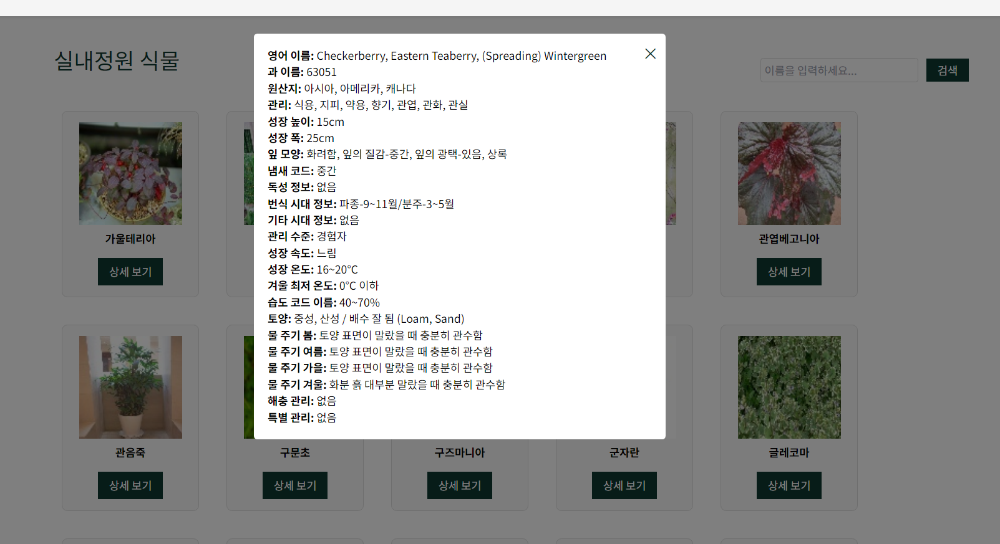 실내정원 식물
이름을 입력하세요...
검색
영어 이름: Checkerberry, Eastern Teaberry, (Spreading) Wintergreen
과 이름: 63051
원산지: 아시아, 아메리카, 캐나다
관리: 식용, 지피, 약용, 향기, 관엽, 관화, 관실
성장 높이: 15cm
성장 폭: 25cm
잎 모양: 화려함, 잎의 질감-중간, 잎의 광택-있음, 상록
냄새 코드: 중간
독성 정보: 없음
번식 시대 정보: 파종-9~11월/분주-3~5월
기타 시대 정보: 없음
관리 수준: 경험자
성장 속도: 느림
성장 온도: 16~20℃
겨울 최저 온도: 0℃ 이하
습도 코드 이름: 40~70%
토양: 중성, 산성 / 배수 잘 됨 (Loam, Sand)
물 주기 봄: 토양 표면이 말랐을 때 충분히 관수함
물 주기 여름: 토양 표면이 말랐을 때 충분히 관수함
물 주기 가을: 토양 표면이 말랐을 때 충분히 관수함
물 주기 겨울: 화분 흙 대부분 말랐을 때 충분히 관수함
해충 관리: 없음
특별 관리: 없음
가울테리아
관엽베고니아
상세 보기
상세 보기
관음죽
구문초
구즈마니아
군자란
글레코마
상세 보기
상세 보기
상세 보기
상세 보기
상세 보기